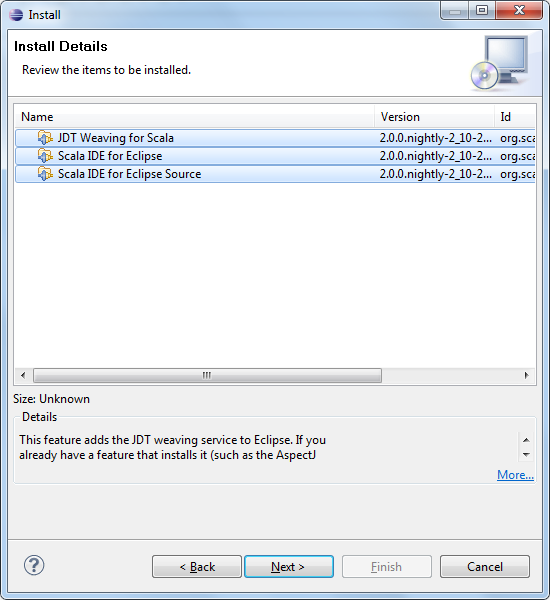 Install
Install Details
Review the items to be installed.
Name Version Id
JDT Weaving for Scala 2.0.0.nightly-2_10-2... org.sca
Scala IDE for Eclipse 2.0.0.nightly-2_10-2... org.sca
Scala IDE for Eclipse Source 2.0.0.nightly-2_10-2... org.sca
Size: Unknown
Details
This feature adds the JDT weaving service to Eclipse. If you
already have a feature that installs it (such as the AspectJ
More...
? < Back Next > Finish Cancel